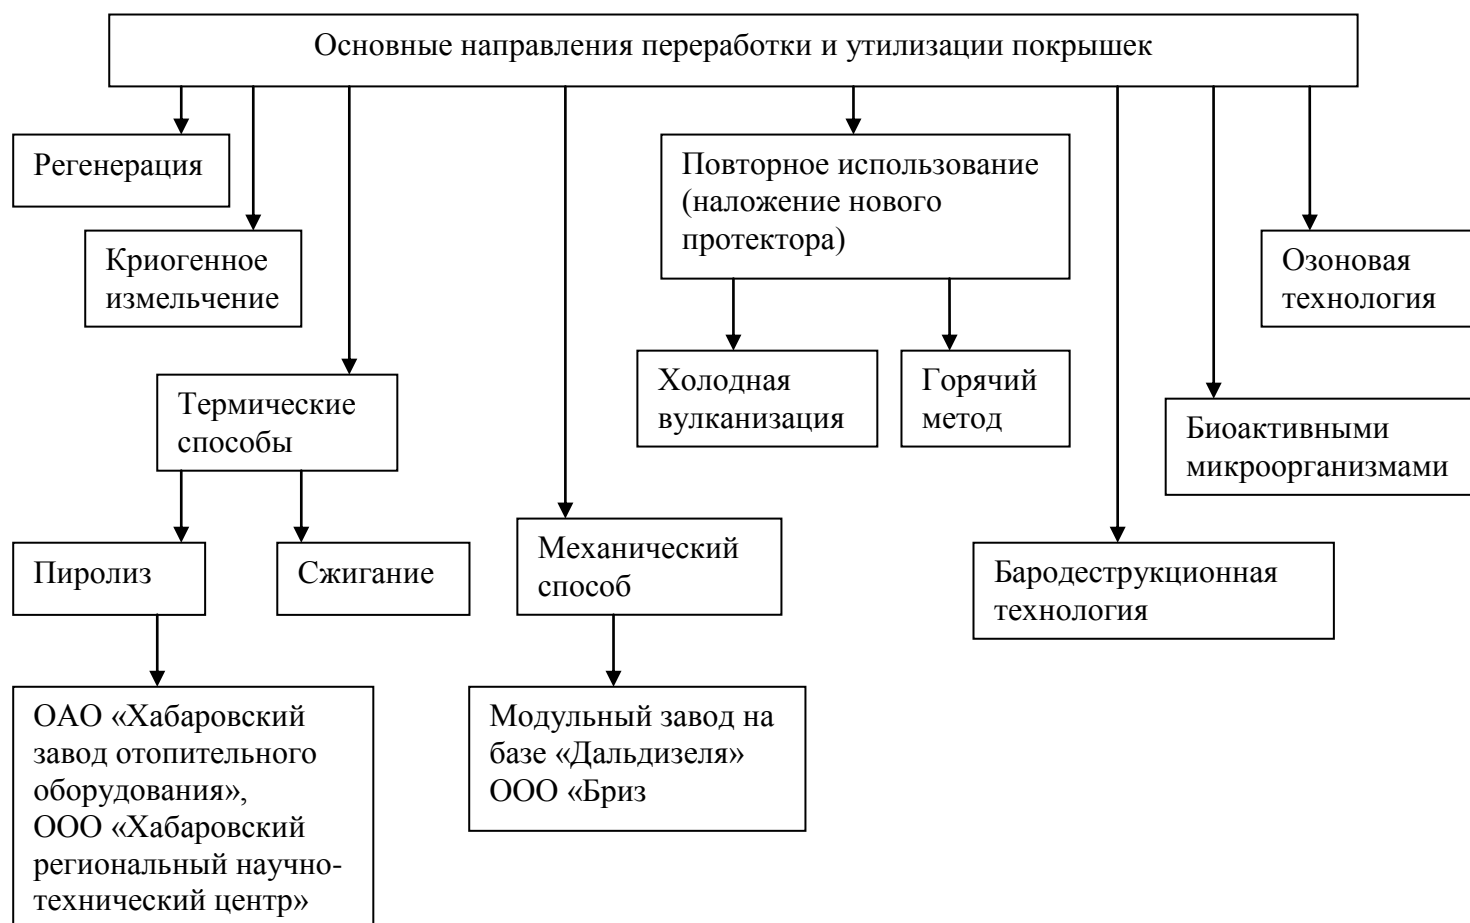 Основные направления переработки и утилизации покрышек
Регенерация
Криогенное
измельчение
Термические
способы
Пиролиз
Сжигание
ОАО «Хабаровский
завод отопительного
оборудования»,
ООО «Хабаровский
региональный научно-
технический центр»
Механический
способ
Модульный завод на
базе «Дальдизеля»
ООО «Бриз
Повторное использование
(наложение нового
протектора)
Холодная
вулканизация
Горячий
метод
Бародеструкционная
технология
Биоактивными
микроорганизмами
Озоновая
технология